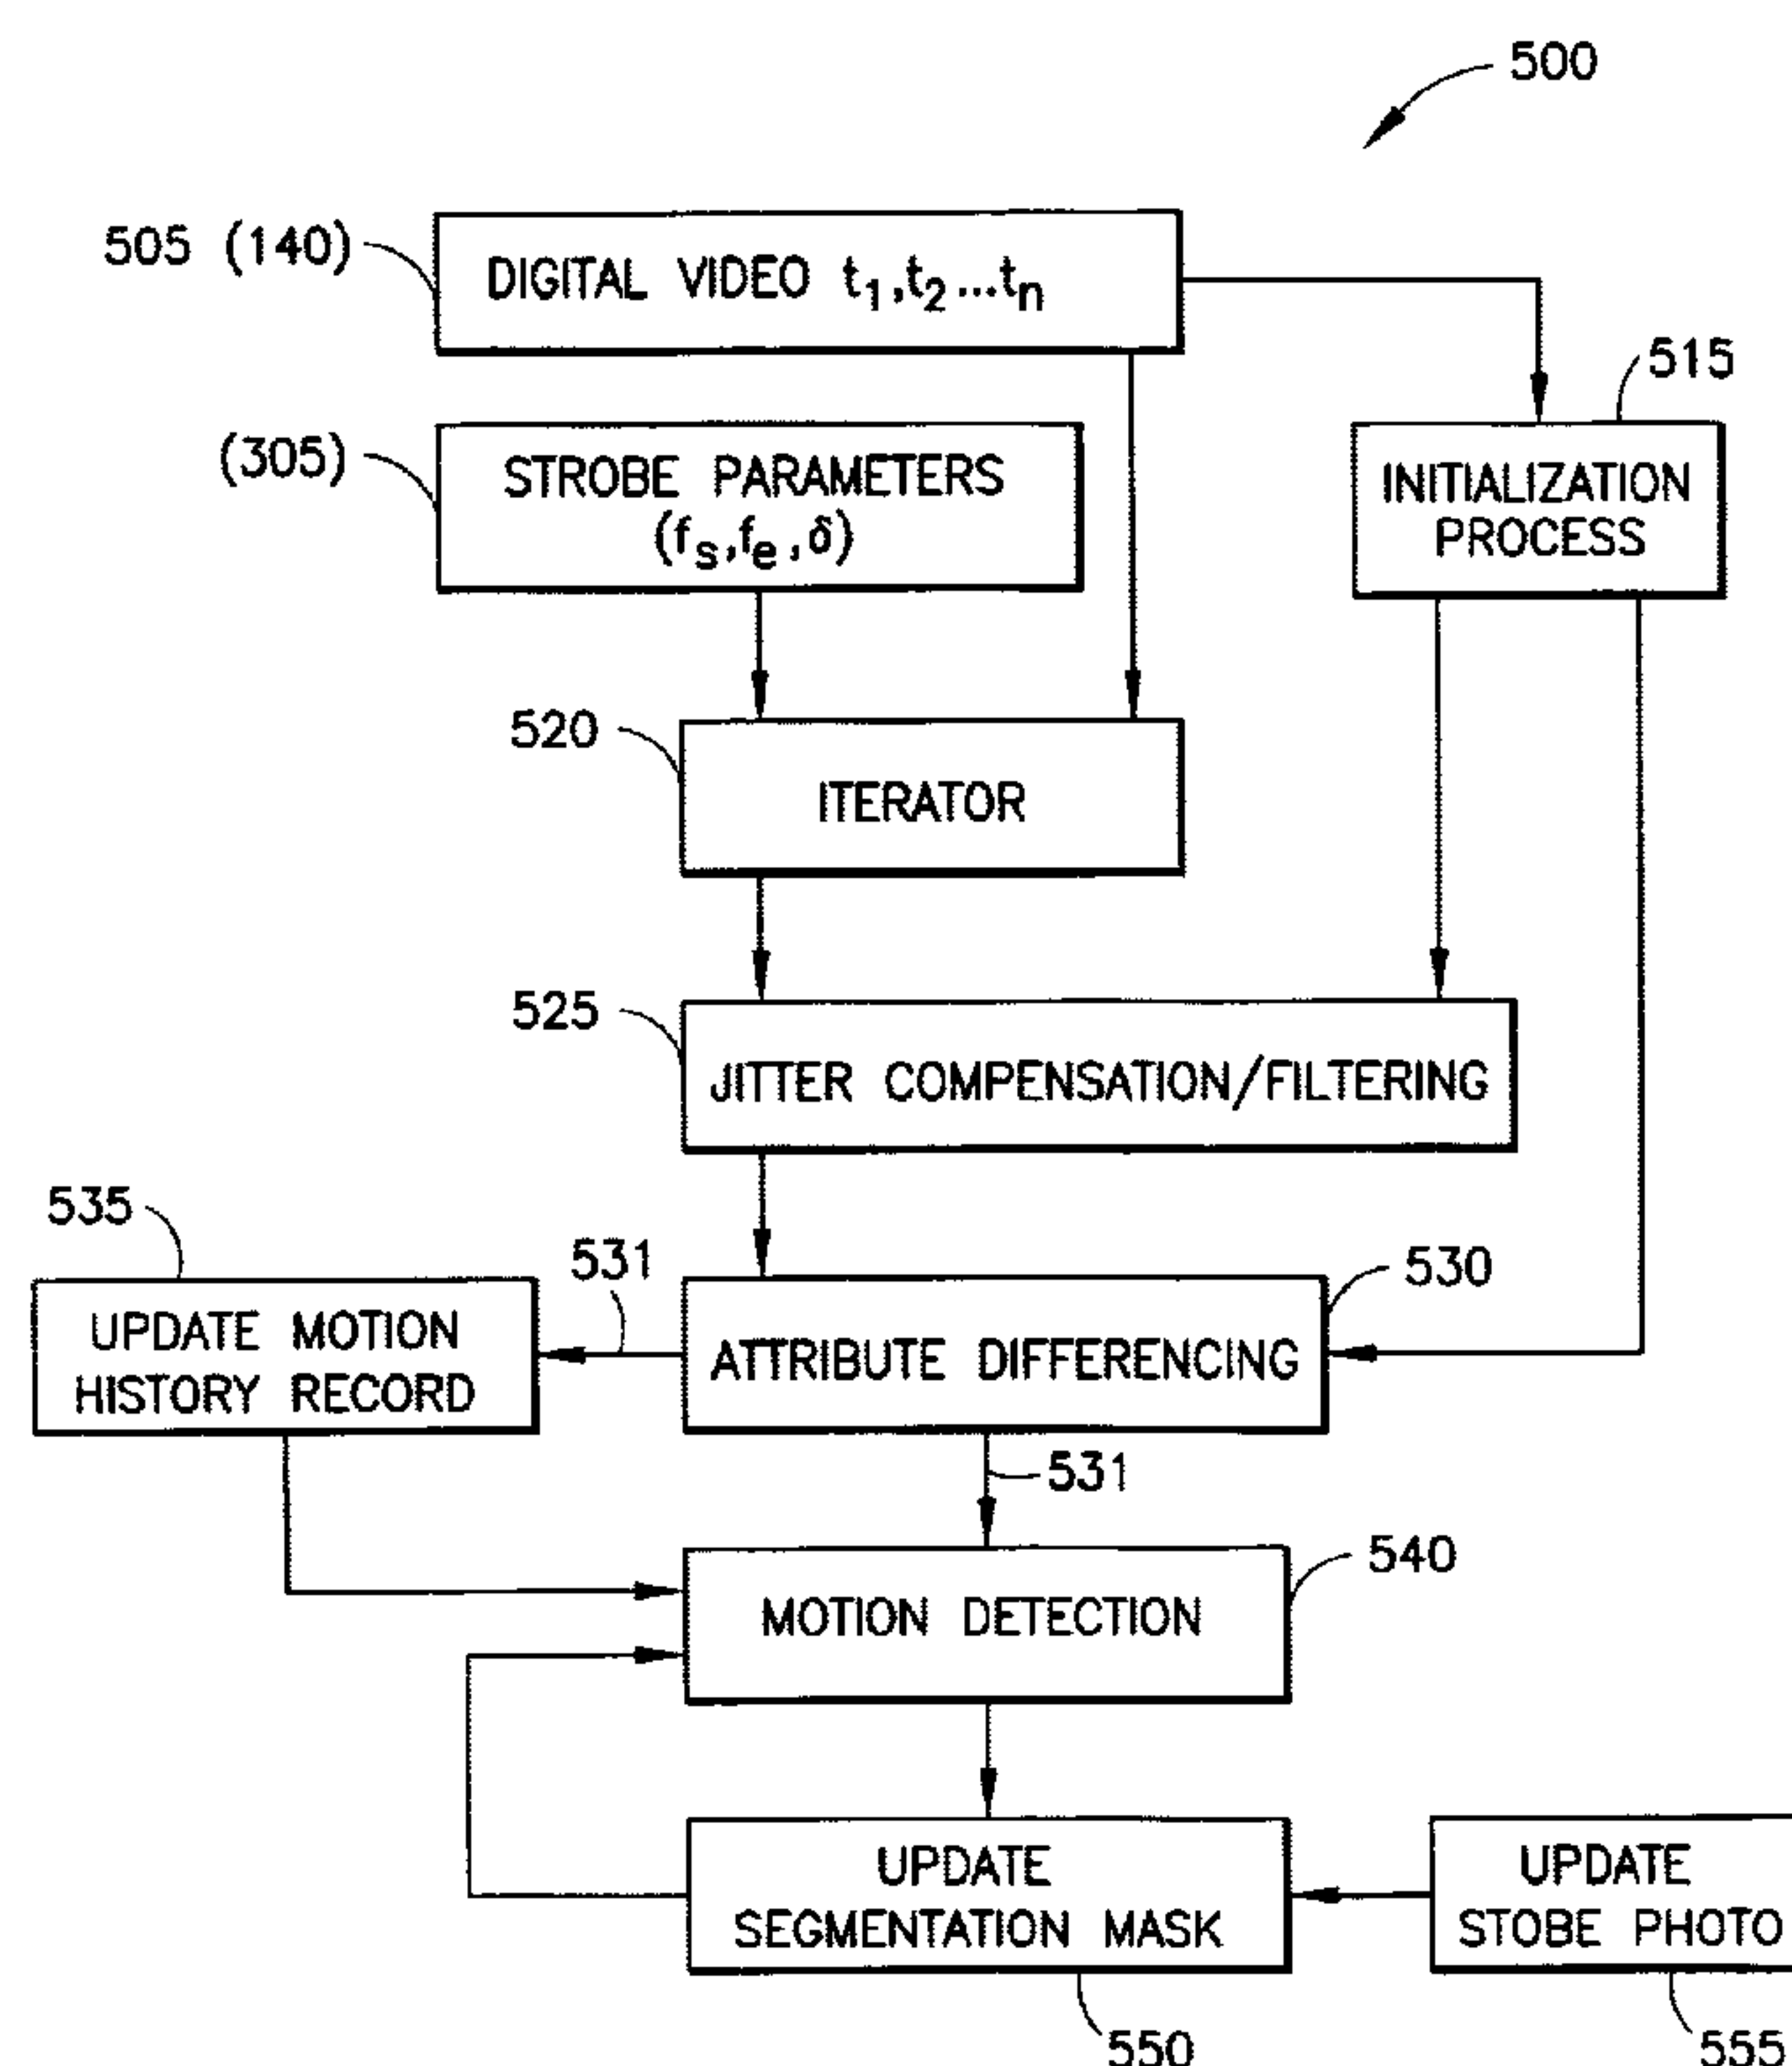 500
505 (140)
DIGITAL VIDEO t₁,t₂...tₙ
515
(305)
STROBE PARAMETERS
(fₛ,fₑ,δ)
INITIALIZATION
PROCESS
520
ITERATOR
525
JITTER COMPENSATION/FILTERING
535
531
530
UPDATE MOTION
HISTORY RECORD
ATTRIBUTE DIFFERENCING
531
540
MOTION DETECTION
UPDATE
SEGMENTATION MASK
UPDATE
STOBE PHOTO
550
555